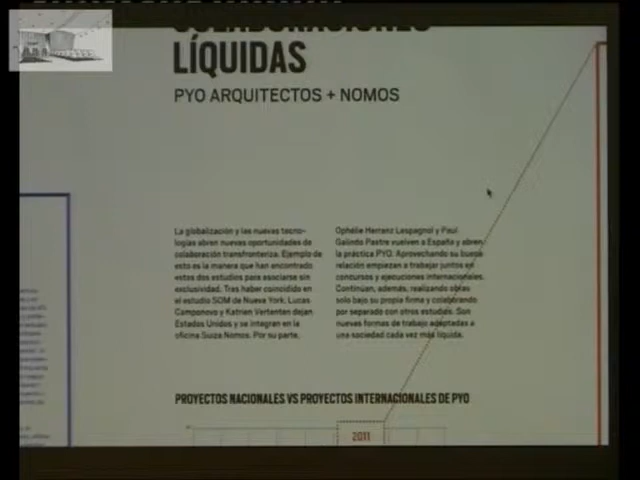 COLABORACIONES
LÍQUIDAS
PYO ARQUITECTOS + NOMOS
La globalización y las nuevas tecno-
logías abren nuevas oportunidades de
colaboración transfronteriza. Ejemplo de
esto es la manera que han encontrado
estos dos estudios para asociarse sin
exclusividad. Tras haber coincidido en
el estudio SOM de Nueva York, Lucas
Camponovo y Katrien Vertenten dejan
Estados Unidos y se integran en la
oficina Suiza Nomos. Por su parte,
Ophélie Herranz Lespagnol y Paul
Galindo Pastre vuelven a España y abren
la práctica PYO. Aprovechando su buena
relación empiezan a trabajar juntos en
concursos y ejecuciones internacionales.
Continúan, además, realizando obras
solo bajo su propia firma y colaborando
por separado con otros estudios. Son
nuevas formas de trabajo adaptadas a
una sociedad cada vez más líquida.
PROYECTOS NACIONALES VS PROYECTOS INTERNACIONALES DE PYO
2011